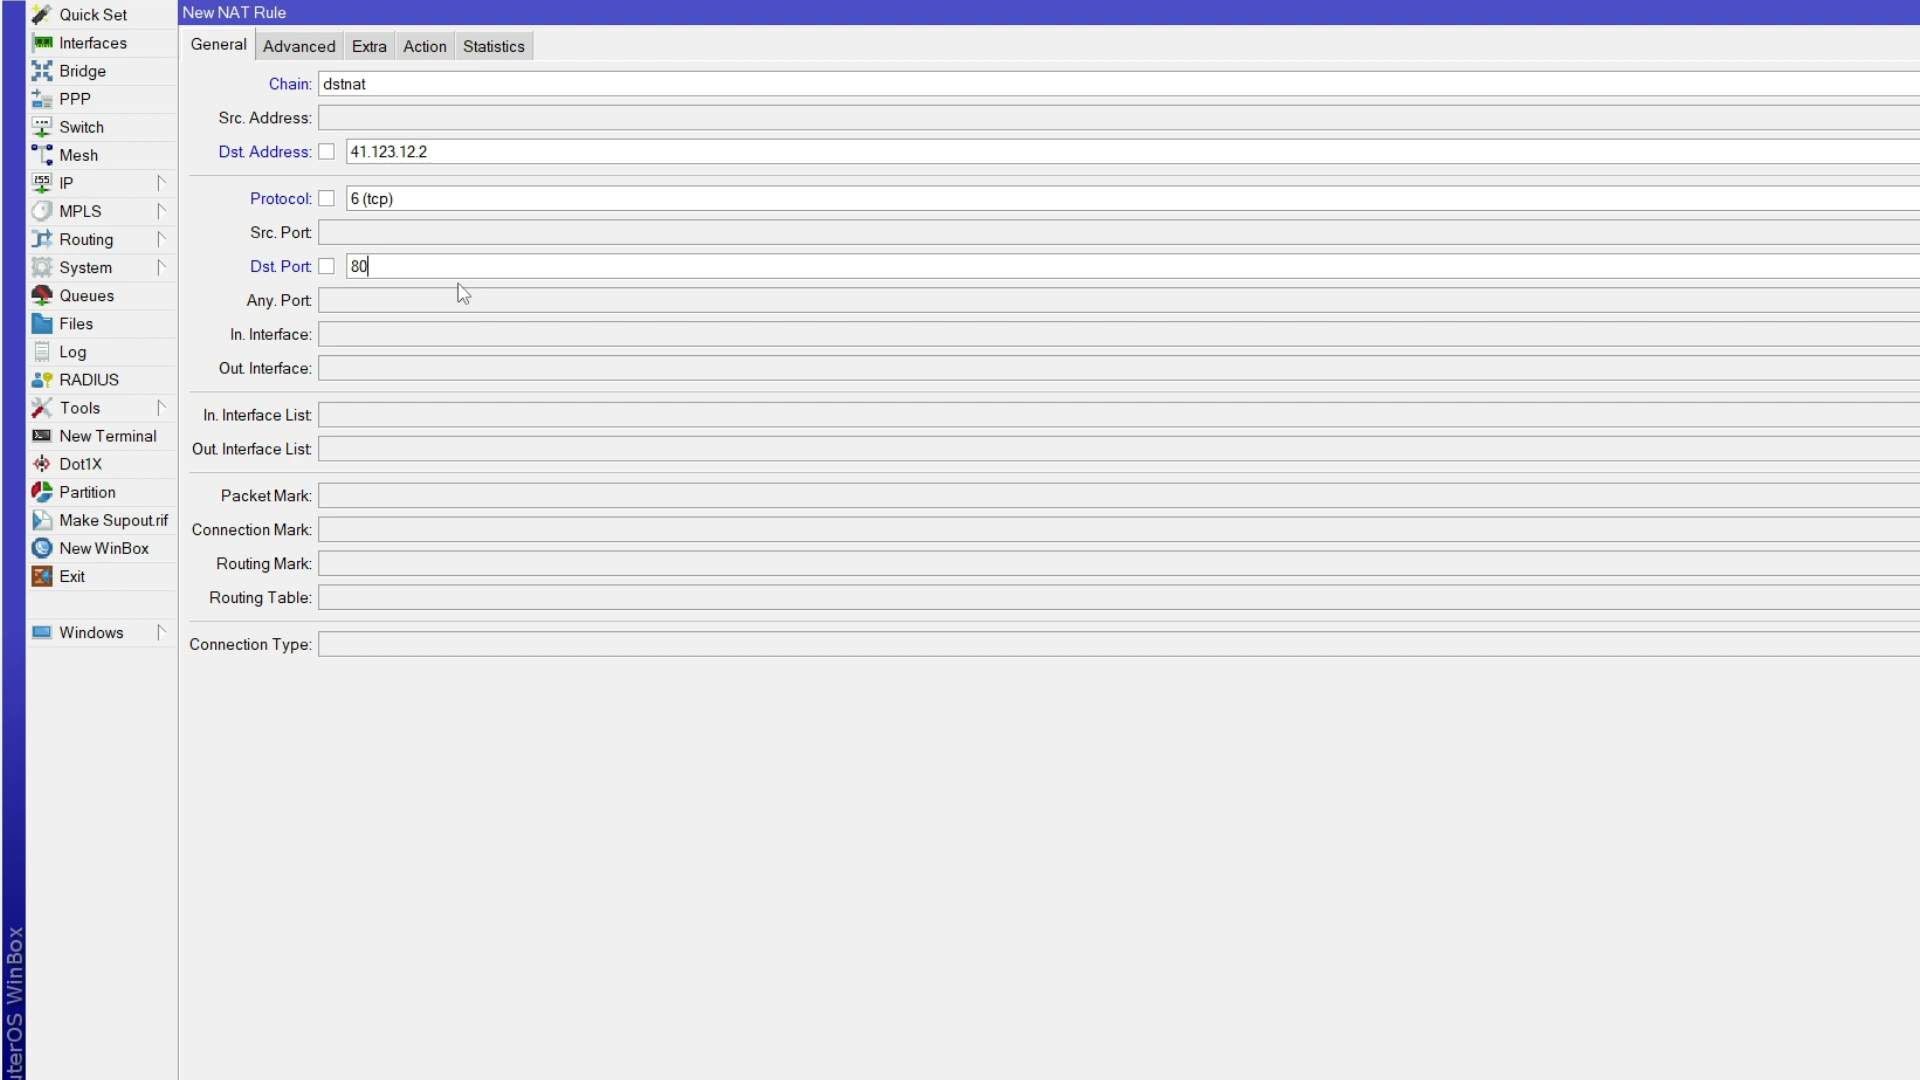 Quick Set
Interfaces
Bridge
PPP
Switch
Mesh
IP
MPLS
Routing
System
Queues
Files
Log
RADIUS
Tools
New Terminal
Dot1X
Partition
Make Supout.rif
New WinBox
Exit
Windows
uterOS WinBox
New NAT Rule
General Advanced Extra Action Statistics
Chain: dstnat
Src. Address:
Dst. Address: 41.123.12.2
Protocol: 6 (tcp)
Src. Port:
Dst. Port: 80
Any. Port:
In. Interface:
Out. Interface:
In. Interface List:
Out. Interface List:
Packet Mark:
Connection Mark:
Routing Mark:
Routing Table:
Connection Type: